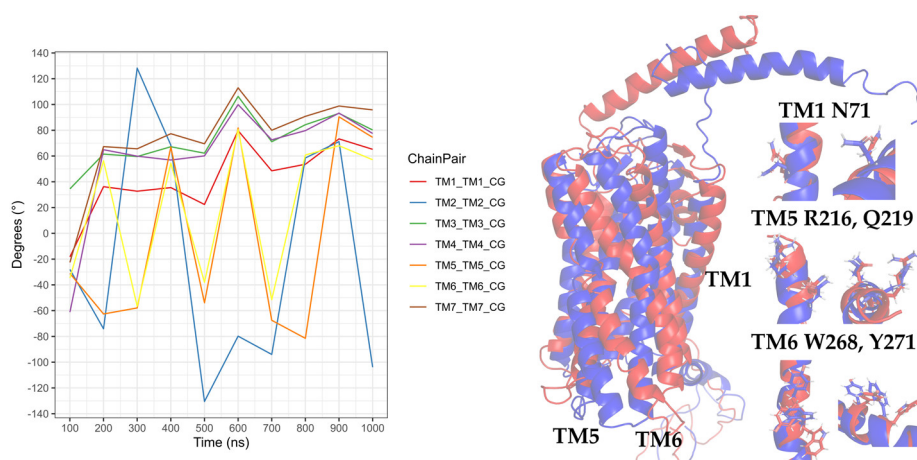 140
120
100
80
60
40
20
0
-20
-40
-60
-80
-100
-120
-140
Degrees (°)
100 200 300 400 500 600 700 800 900 1000
Time (ns)
ChainPair
TM1_TM1_CG
TM2_TM2_CG
TM3_TM3_CG
TM4_TM4_CG
TM5_TM5_CG
TM6_TM6_CG
TM7_TM7_CG
TM1
TM5
TM6
TM1 N71
TM5 R216, Q219
TM6 W268, Y271